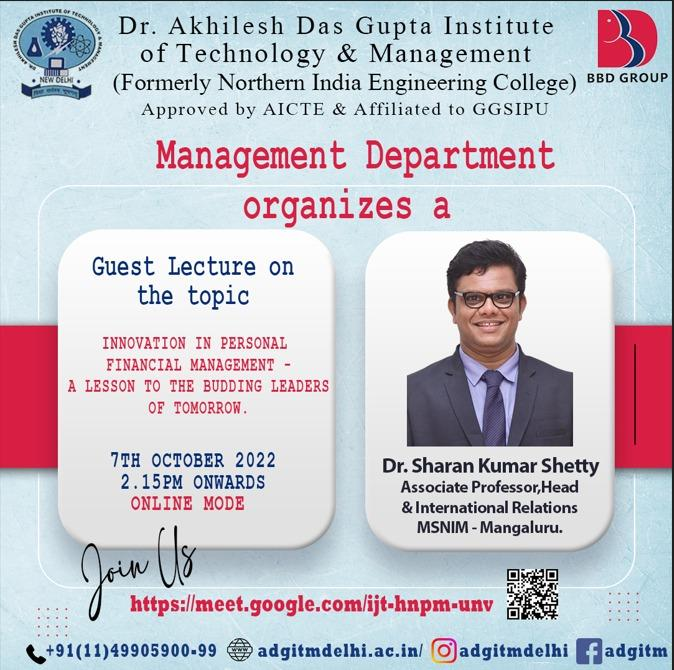 Dr. Akhilesh Das Gupta Institute
of Technology & Management
(Formerly Northern India Engineering College)
Approved by AICTE & Affiliated to GGSIPU
NEW DELHI
BBD GROUP
Management Department
organizes a
Guest Lecture on
the topic
INNOVATION IN PERSONAL
FINANCIAL MANAGEMENT -
A LESSON TO THE BUDDING LEADERS
OF TOMORROW.
7TH OCTOBER 2022
2.15PM ONWARDS
ONLINE MODE
Dr. Sharan Kumar Shetty
Associate Professor,Head
& International Relations
MSNIM - Mangaluru.
Join Us
https://meet.google.com/ijt-hnpm-unv
+91(11)49905900-99 adgitmdelhi.ac.in/ adgitmdelhi adgitm